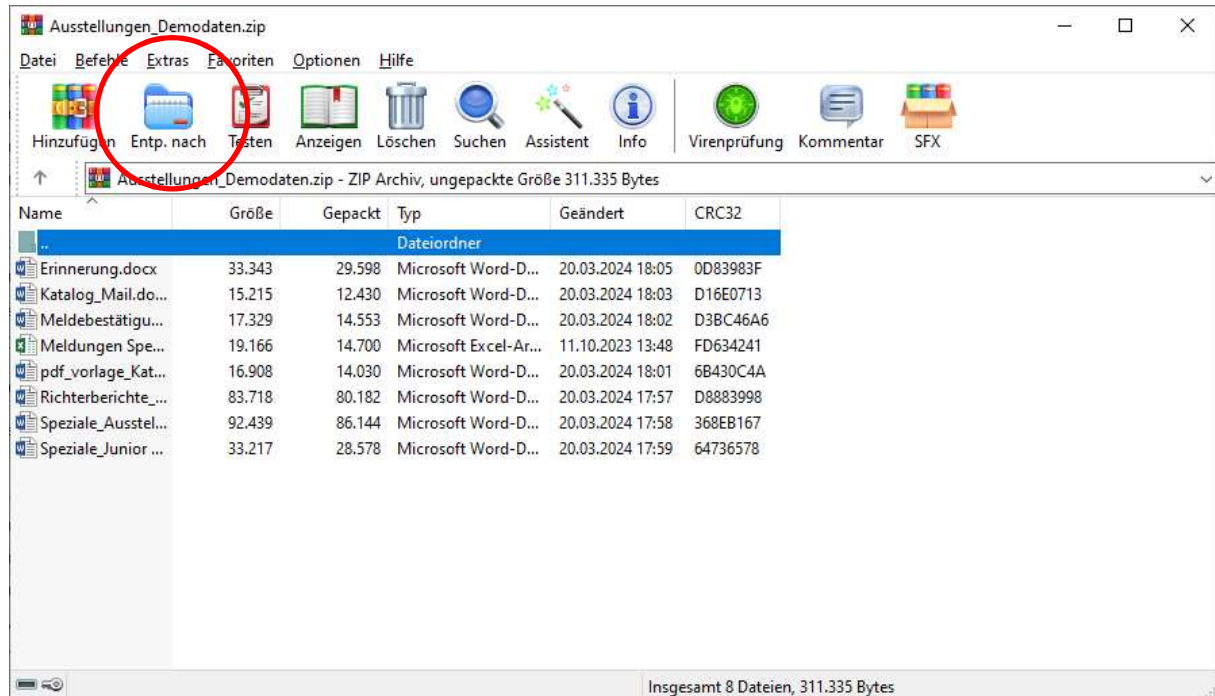 Ausstellungen_Demodaten.zip
Datei Befehle Extras Favoriten Optionen Hilfe
Hinzufügen Entp. nach Testen Anzeigen Löschen Suchen Assistent Info Virenprüfung Kommentar SFX
Ausstellungen_Demodaten.zip - ZIP Archiv, ungepackte Größe 311.335 Bytes
Name Größe Gepackt Typ Geändert CRC32
.. Dateiordner
Erinnerung.docx 33.343 29.598 Microsoft Word-D... 20.03.2024 18:05 0D83983F
Katalog_Mail.do... 15.215 12.430 Microsoft Word-D... 20.03.2024 18:03 D16E0713
Meldebestätigu... 17.329 14.553 Microsoft Word-D... 20.03.2024 18:02 D3BC46A6
Meldungen Spe... 19.166 14.700 Microsoft Excel-Ar... 11.10.2023 13:48 FD634241
pdf_vorlage_Kat... 16.908 14.030 Microsoft Word-D... 20.03.2024 18:01 6B430C4A
Richterberichte_... 83.718 80.182 Microsoft Word-D... 20.03.2024 17:57 D8883998
Speziale_Ausstel... 92.439 86.144 Microsoft Word-D... 20.03.2024 17:58 368EB167
Speziale_Junior ... 33.217 28.578 Microsoft Word-D... 20.03.2024 17:59 64736578
Insgesamt 8 Dateien, 311.335 Bytes